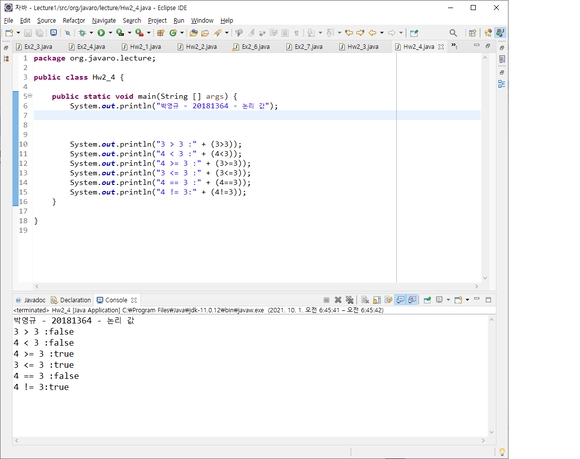 자바 - Lecture1/src/org/javaro/lecture/Hw2_4.java - Eclipse IDE
File Edit Source Refactor Navigate Search Project Run Window Help
Ex2_3.java Ex2_4.java Hw2_1.java Hw2_2.java Ex2_6.java Ex2_7.java Hw2_3.java Hw2_4.java
1 package org.javaro.lecture;
2
3 public class Hw2_4 {
4
5 public static void main(String [] args) {
6 System.out.println("박영규 - 20181364 - 논리 값");
7
8
9
10 System.out.println("3 > 3 :" + (3>3));
11 System.out.println("4 < 3 :" + (4<3));
12 System.out.println("4 >= 3 :" + (3>=3));
13 System.out.println("3 <= 3 :" + (3<=3));
14 System.out.println("4 == 3 :" + (4==3));
15 System.out.println("4 != 3:" + (4!=3));
16 }
17
18 }
19
Javadoc Declaration Console
<terminated> Hw2_4 [Java Application] C:₩Program Files₩Java₩jdk-11.0.12₩bin₩javaw.exe (2021. 10. 1. 오전 6:45:41 – 오전 6:45:42)
박영규 - 20181364 - 논리 값
3 > 3 :false
4 < 3 :false
4 >= 3 :true
3 <= 3 :true
4 == 3 :false
4 != 3:true